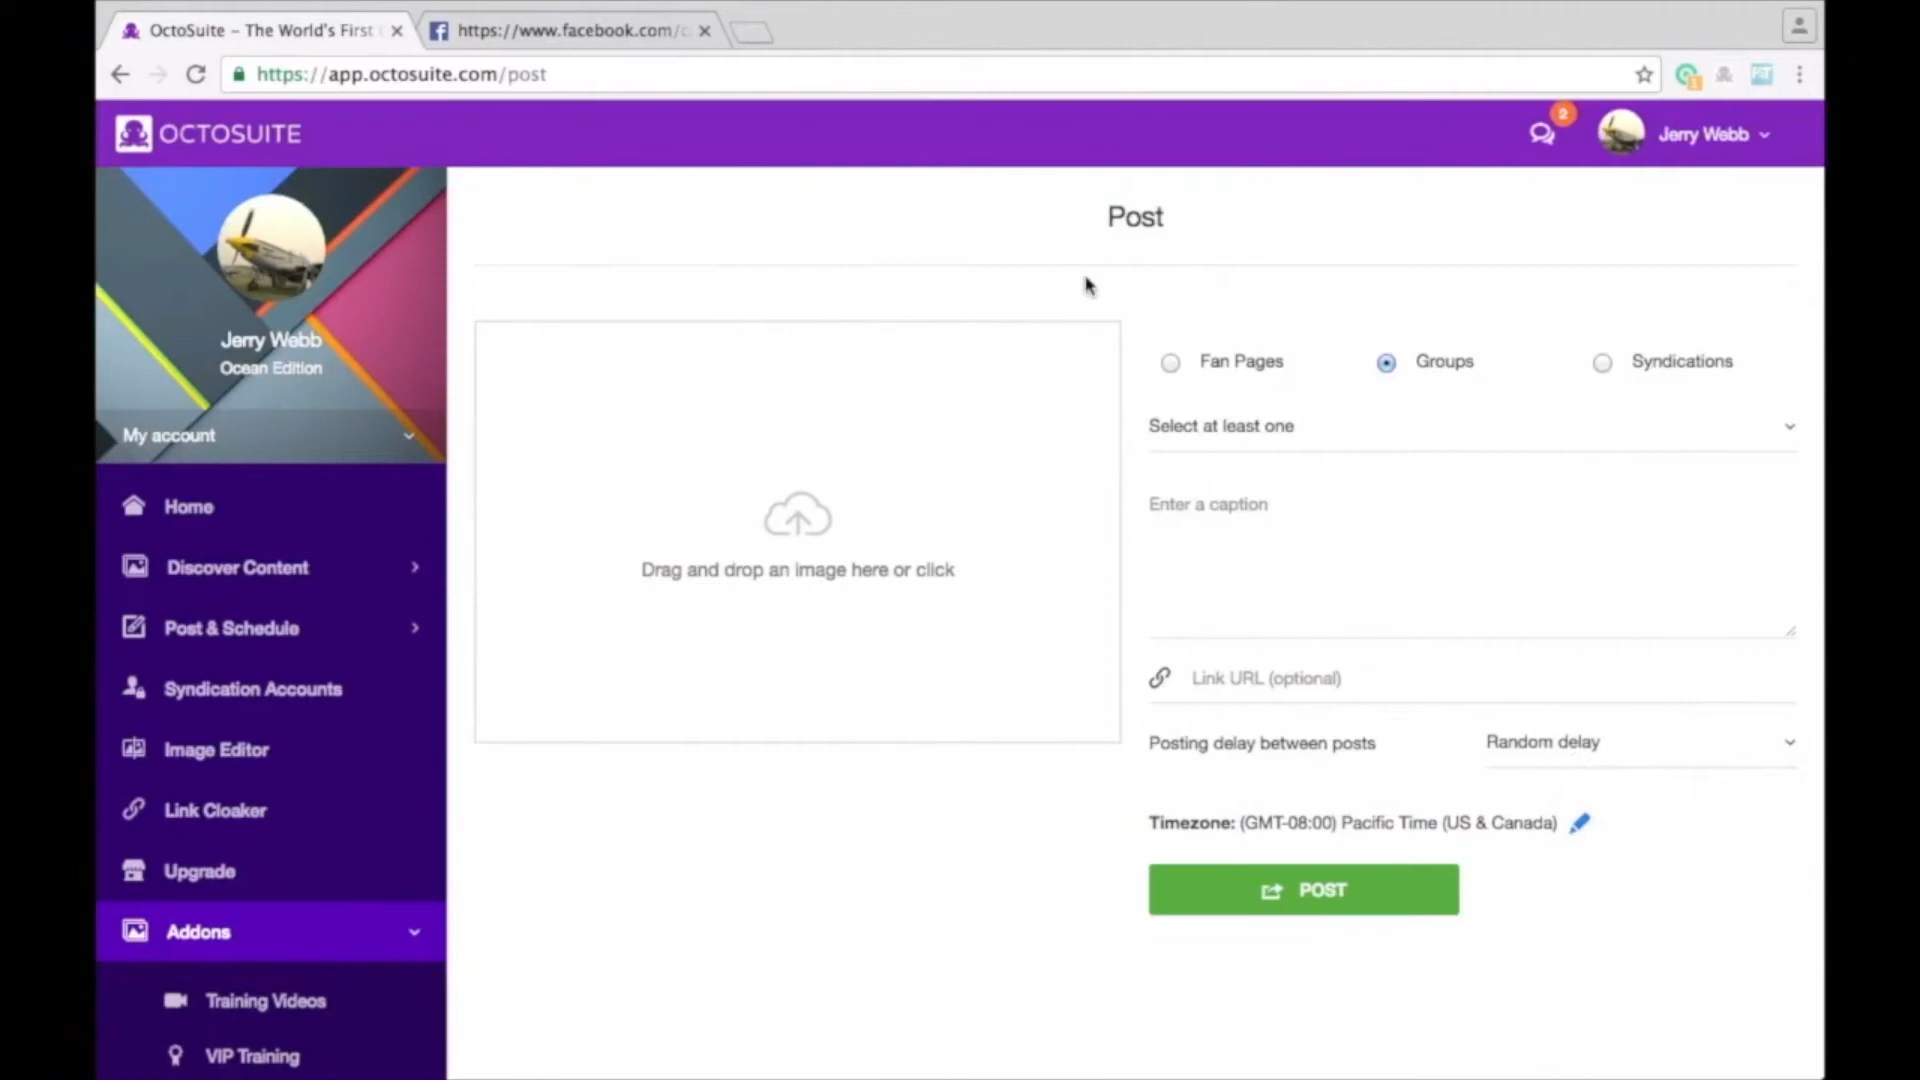 OctoSuite – The World's First
https://www.facebook.com/
https://app.octosuite.com/post
OCTOSUITE
2
Jerry Webb
Jerry Webb
Ocean Edition
My account
Home
Discover Content
Post & Schedule
Syndication Accounts
Image Editor
Link Cloaker
Upgrade
Addons
Training Videos
VIP Training
Post
Drag and drop an image here or click
Fan Pages
Groups
Syndications
Select at least one
Enter a caption
Link URL (optional)
Posting delay between posts
Random delay
Timezone: (GMT-08:00) Pacific Time (US & Canada)
POST